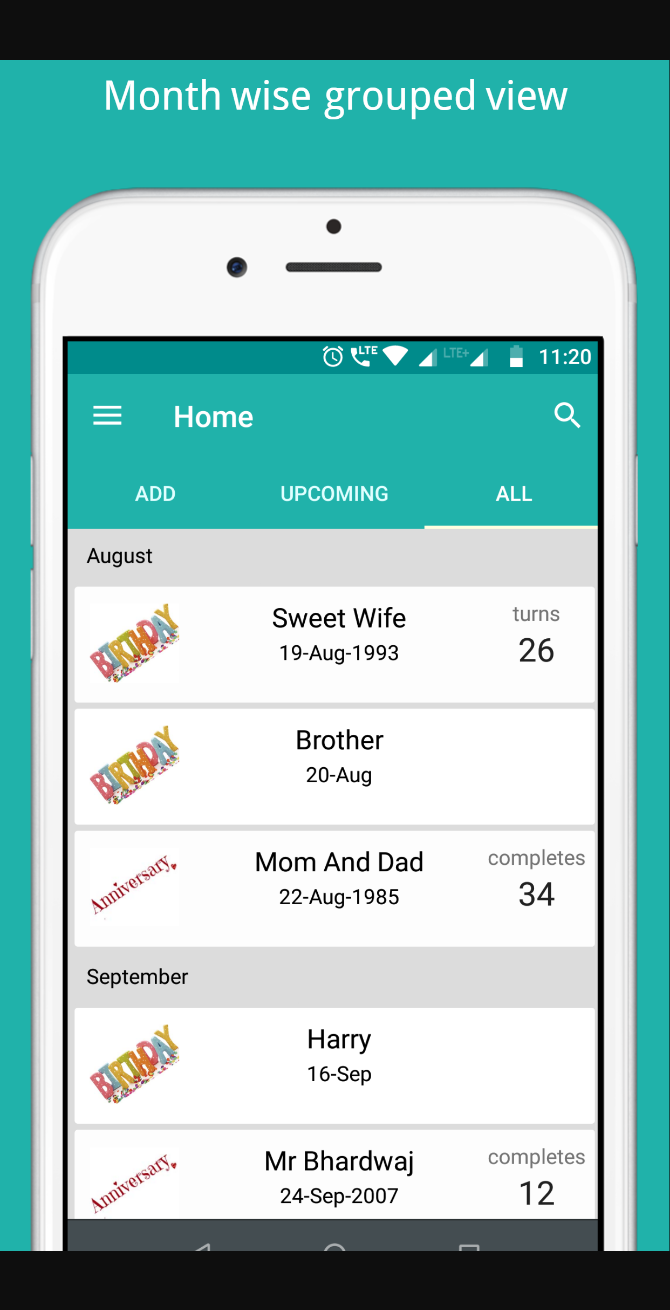 Month wise grouped view
LTE LTE+ 11:20
Home
ADD UPCOMING ALL
August
BIRTHDAY
Sweet Wife
19-Aug-1993
turns
26
BIRTHDAY
Brother
20-Aug
Anniversary
Mom And Dad
22-Aug-1985
completes
34
September
BIRTHDAY
Harry
16-Sep
Anniversary
Mr Bhardwaj
24-Sep-2007
completes
12